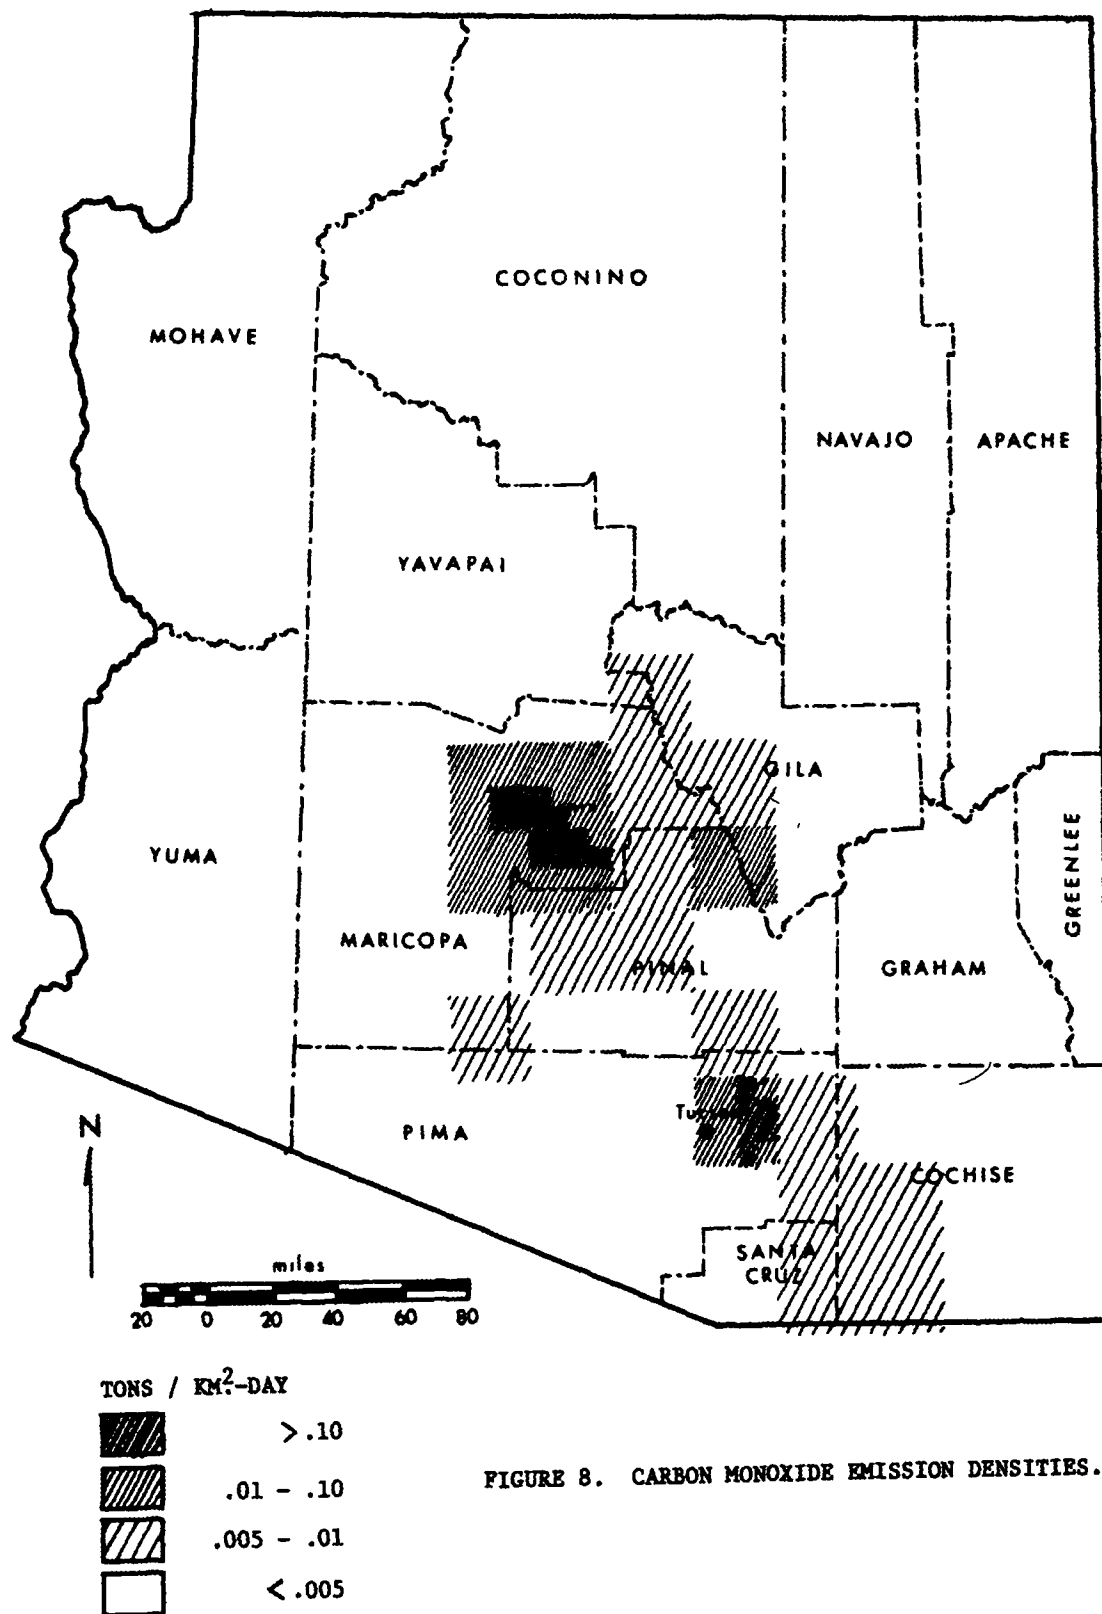 COCONINO
MOHAVE
NAVAJO
APACHE
YAVAPAI
GILA
YUMA
GREENLEE
MARICOPA
PINAL
GRAHAM
Tucson
PIMA
N
COCHISE
SANTA
CRUZ
miles
20 0 20 40 60 80
TONS / KM.2-DAY
>.10
.01 - .10
.005 - .01
<.005
FIGURE 8. CARBON MONOXIDE EMISSION DENSITIES.